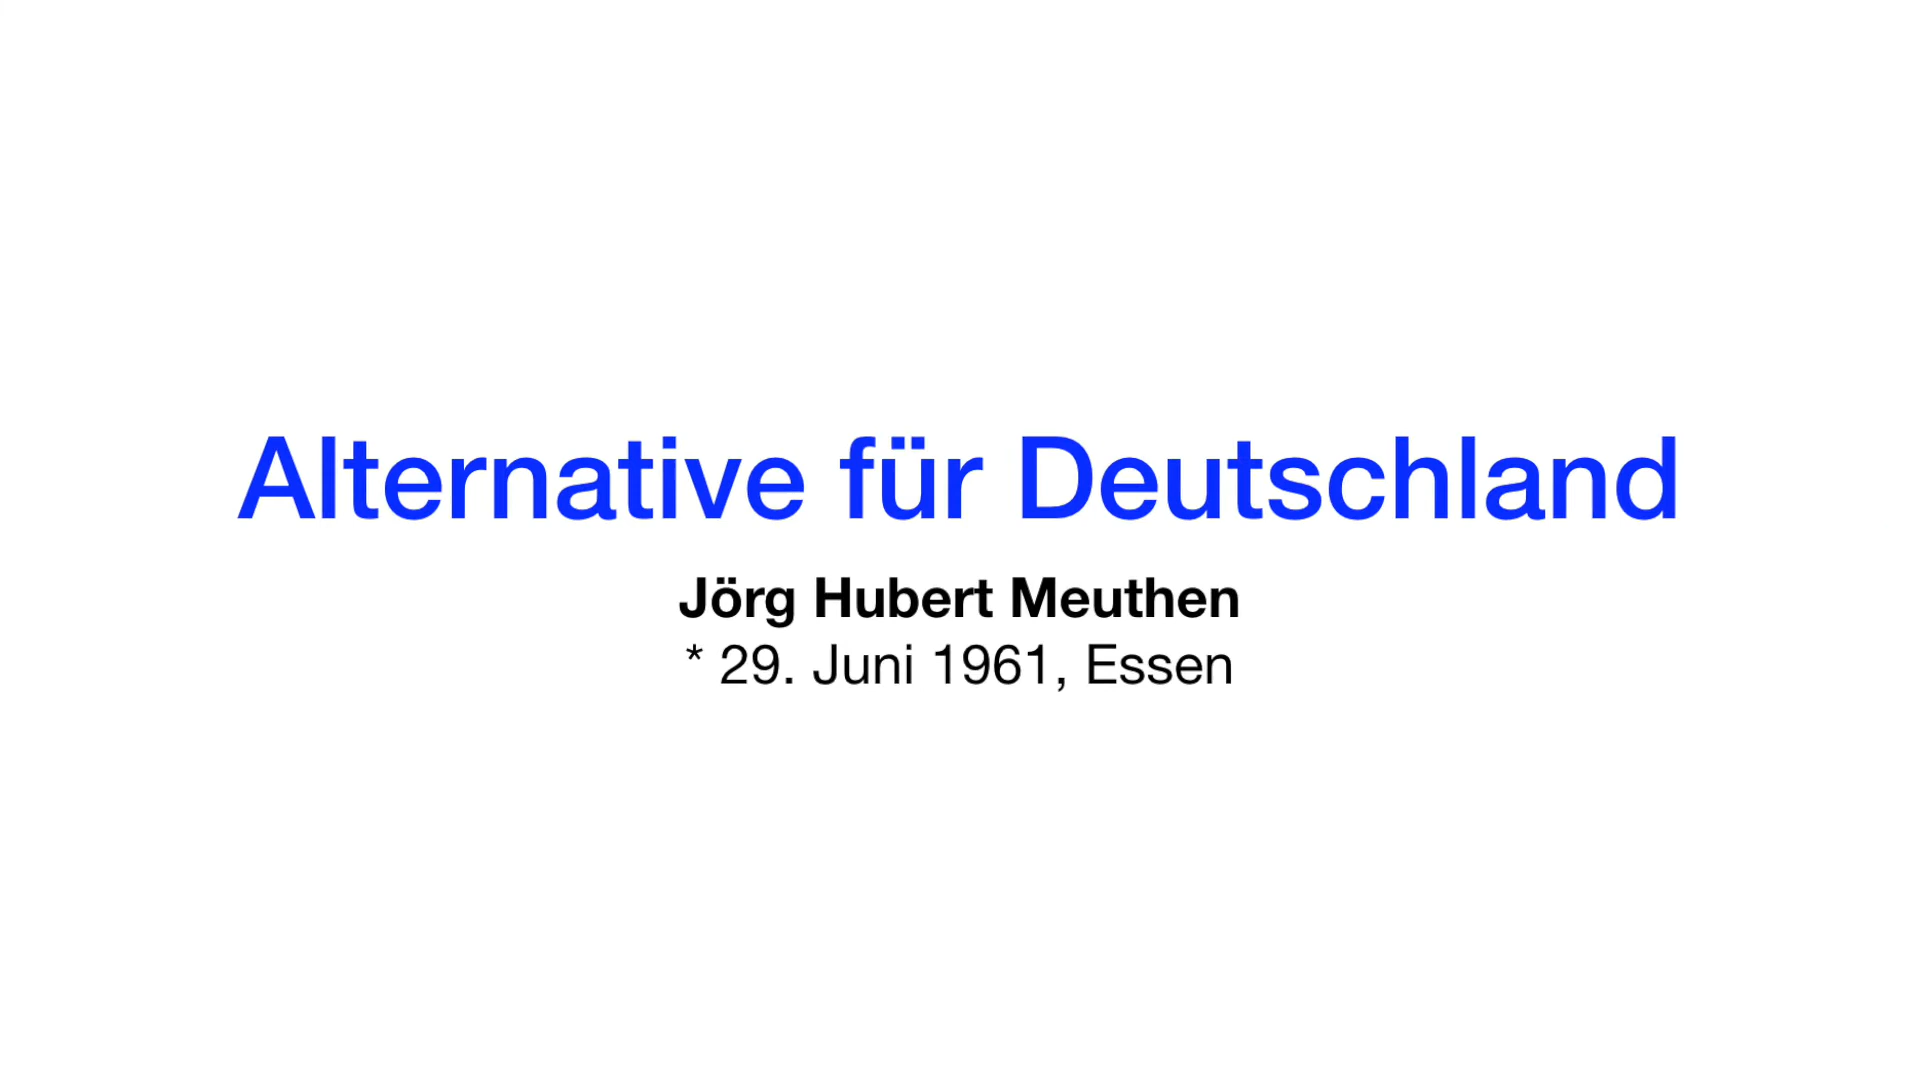 Alternative für Deutschland
Jörg Hubert Meuthen
* 29. Juni 1961, Essen